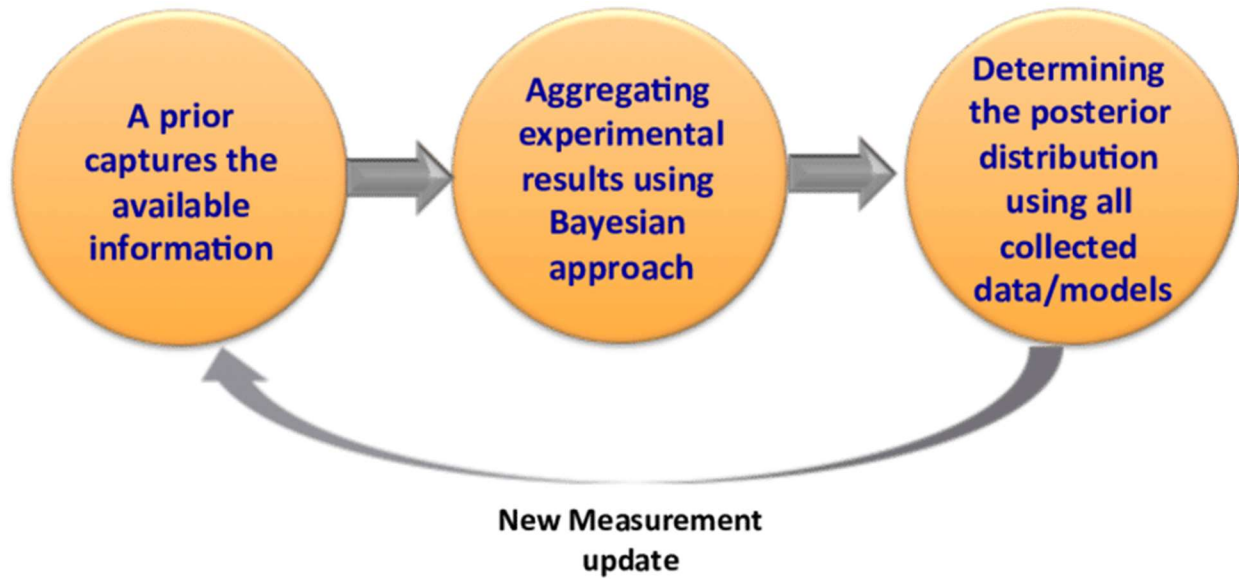 A prior
captures the
available
information
Aggregating
experimental
results using
Bayesian
approach
Determining
the posterior
distribution
using all
collected
data/models
New Measurement
update